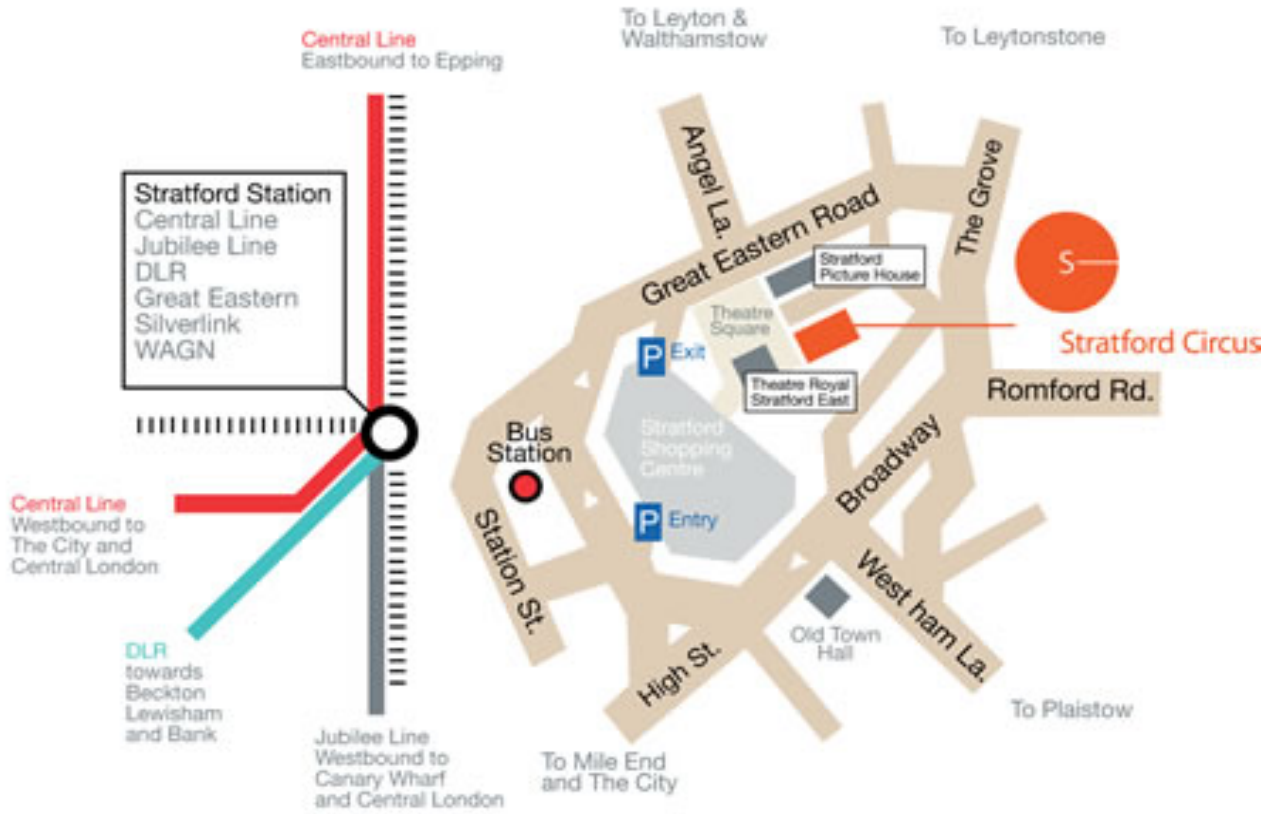 To Leyton &
Walthamstow
To Leytonstone
Central Line
Eastbound to Epping
Stratford Station
Central Line
Jubilee Line
DLR
Great Eastern
Silverlink
WAGN
Angel La.
Great Eastern Road
The Grove
Stratford
Picture House
S
Theatre
Square
Stratford Circus
P Exit
Theatre Royal
Stratford East
Romford Rd.
Bus
Station
Stratford
Shopping
Centre
Broadway
P Entry
Central Line
Westbound to
The City and
Central London
Station St.
West ham La.
Old Town
Hall
High St.
DLR
towards
Beckton
Lewisham
and Bank
To Plaistow
Jubilee Line
Westbound to
Canary Wharf
and Central London
To Mile End
and The City